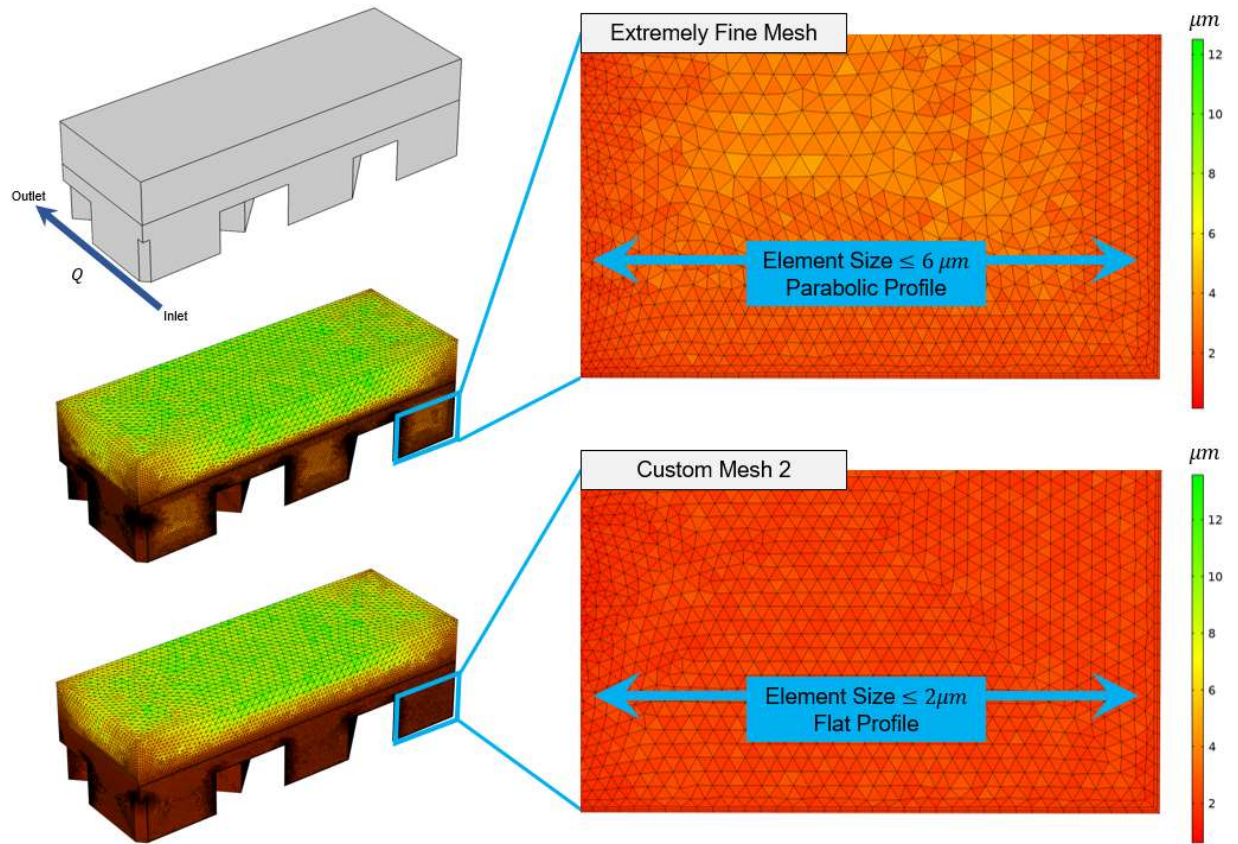 Extremely Fine Mesh
μm
12
10
8
6
4
2
Outlet
Q
Inlet
Element Size ≤ 6 μm
Parabolic Profile
Custom Mesh 2
μm
12
10
8
6
4
2
Element Size ≤ 2μm
Flat Profile